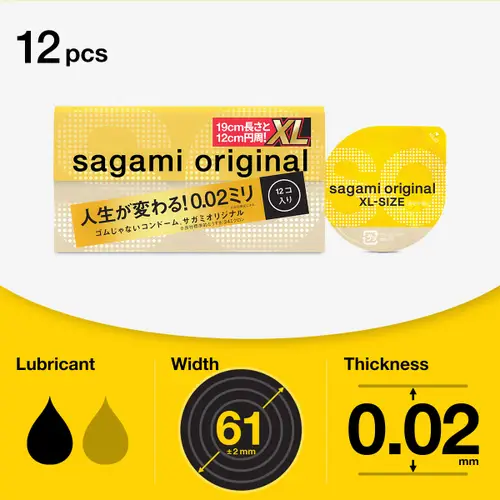 12 pcs
19cm長さと
12cm円周!
XL
sagami original
人生が変わる!0.02ミリ
ゴムじゃないコンドーム、サガミオリジナル
12コ
入り
sagami original
XL-SIZE
プラ
Lubricant
Width
Thickness
61
±2 mm
0.02
mm